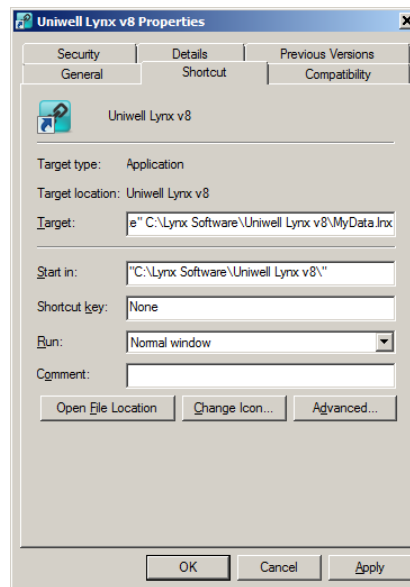 Uniwell Lynx v8 Properties
Security Details Previous Versions
General Shortcut Compatibility
Uniwell Lynx v8
Target type: Application
Target location: Uniwell Lynx v8
Target: e" C:\Lynx Software\Uniwell Lynx v8\MyData.lnx
Start in: "C:\Lynx Software\Uniwell Lynx v8\"
Shortcut key: None
Run: Normal window
Comment:
Open File Location Change Icon... Advanced...
OK Cancel Apply